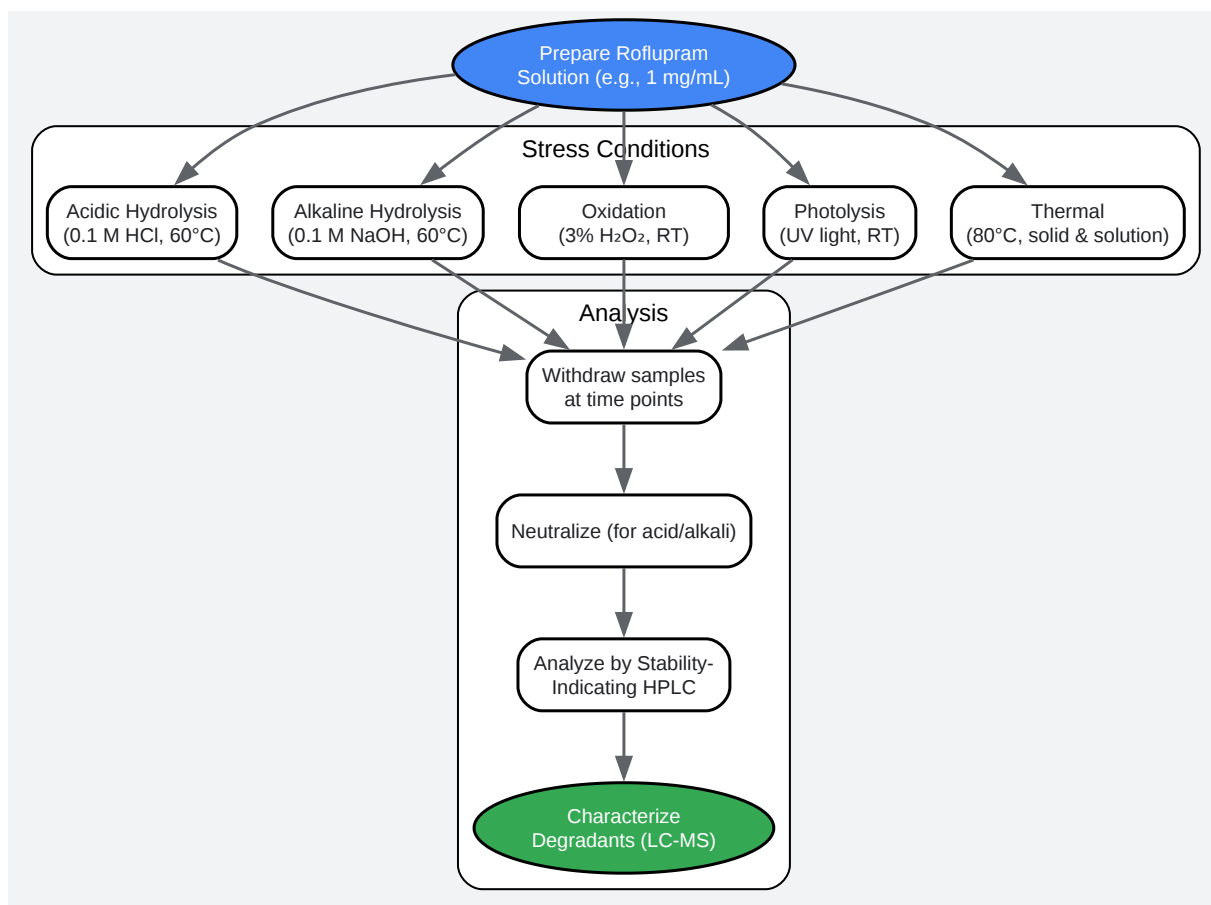 Prepare Roflupram
Solution (e.g., 1 mg/mL)
Stress Conditions
Acidic Hydrolysis
(0.1 M HCl, 60°C)
Alkaline Hydrolysis
(0.1 M NaOH, 60°C)
Oxidation
(3% H₂O₂, RT)
Photolysis
(UV light, RT)
Thermal
(80°C, solid & solution)
Analysis
Withdraw samples
at time points
Neutralize (for acid/alkali)
Analyze by Stability-
Indicating HPLC
Characterize
Degradants (LC-MS)